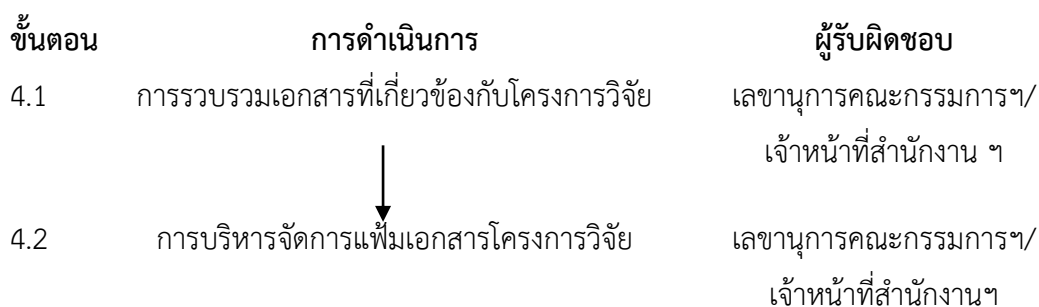 ขั้นตอน การดำเนินการ ผู้รับผิดชอบ
4.1 การรวบรวมเอกสารที่เกี่ยวข้องกับโครงการวิจัย เลขานุการคณะกรรมการฯ/
เจ้าหน้าที่สำนักงาน ฯ
4.2 การบริหารจัดการแฟ้มเอกสารโครงการวิจัย เลขานุการคณะกรรมการฯ/
เจ้าหน้าที่สำนักงานฯ